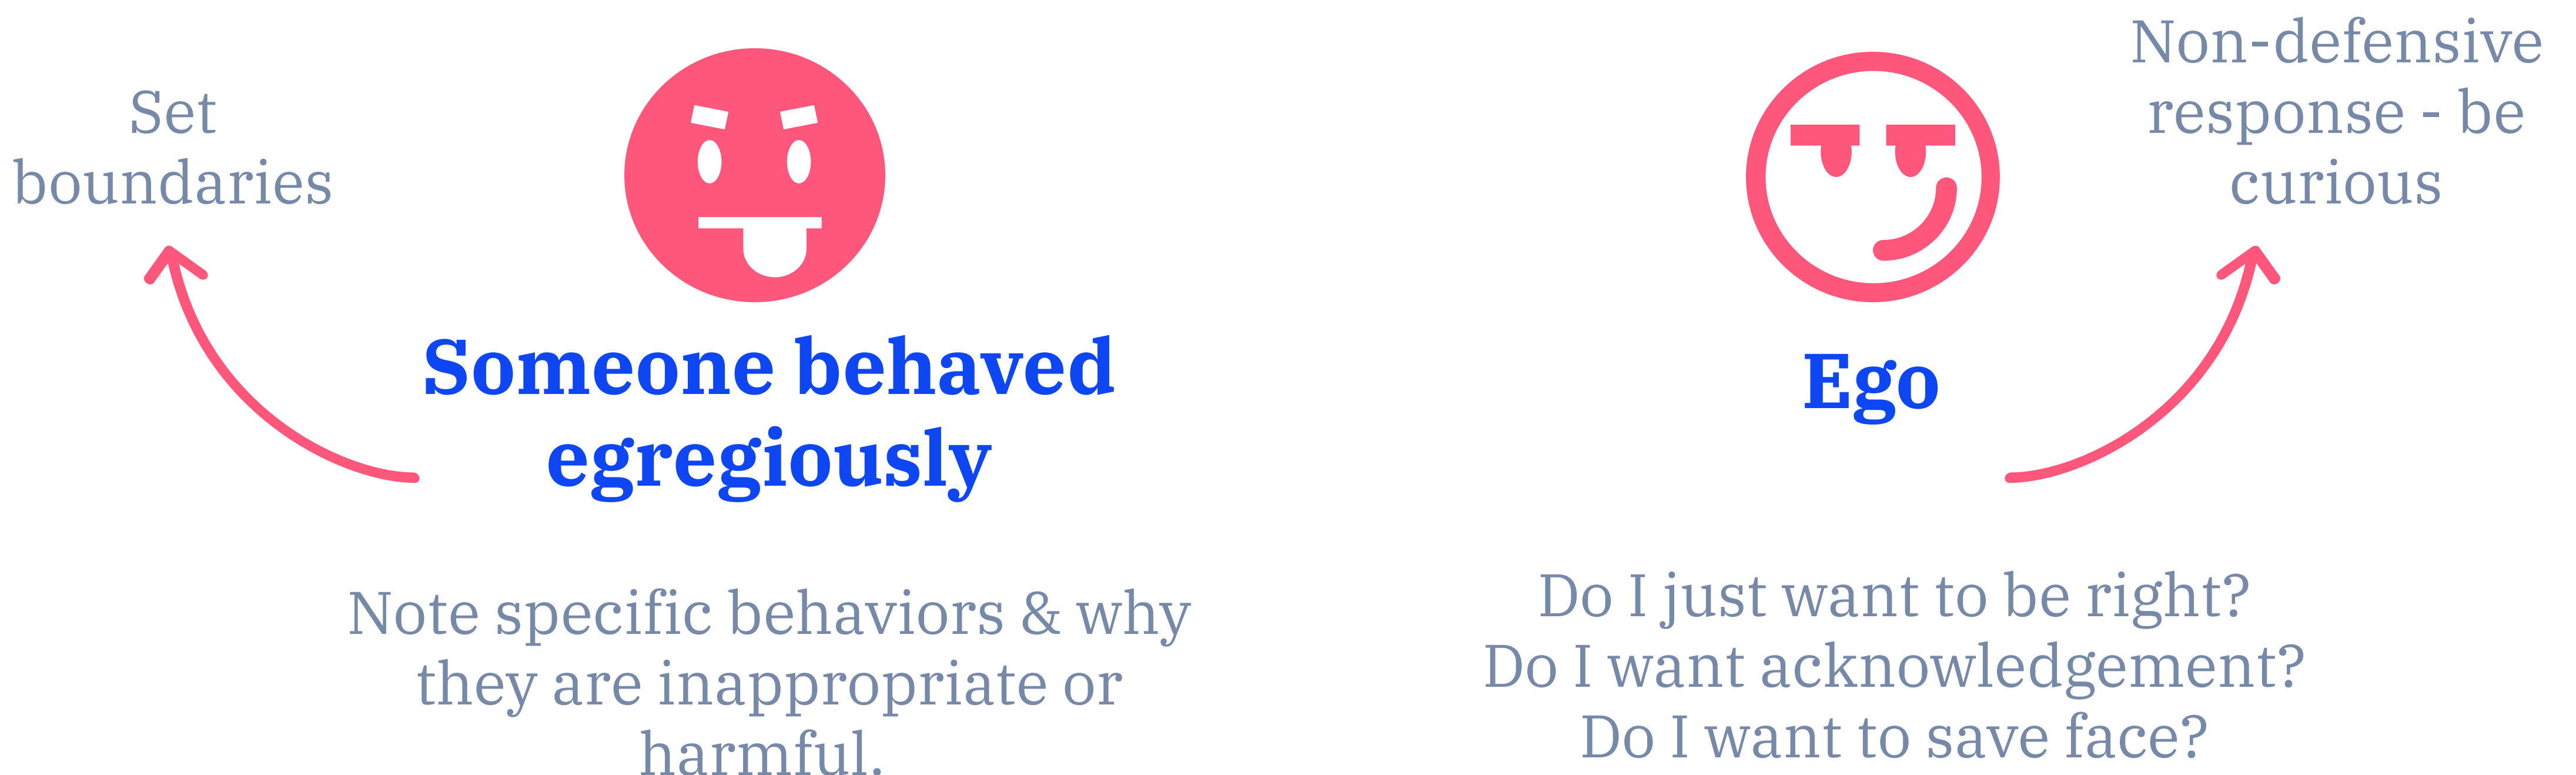 Set
boundaries
Someone behaved
egregiously
Note specific behaviors & why
they are inappropriate or
harmful.
Non-defensive
response - be
curious
Ego
Do I just want to be right?
Do I want acknowledgement?
Do I want to save face?